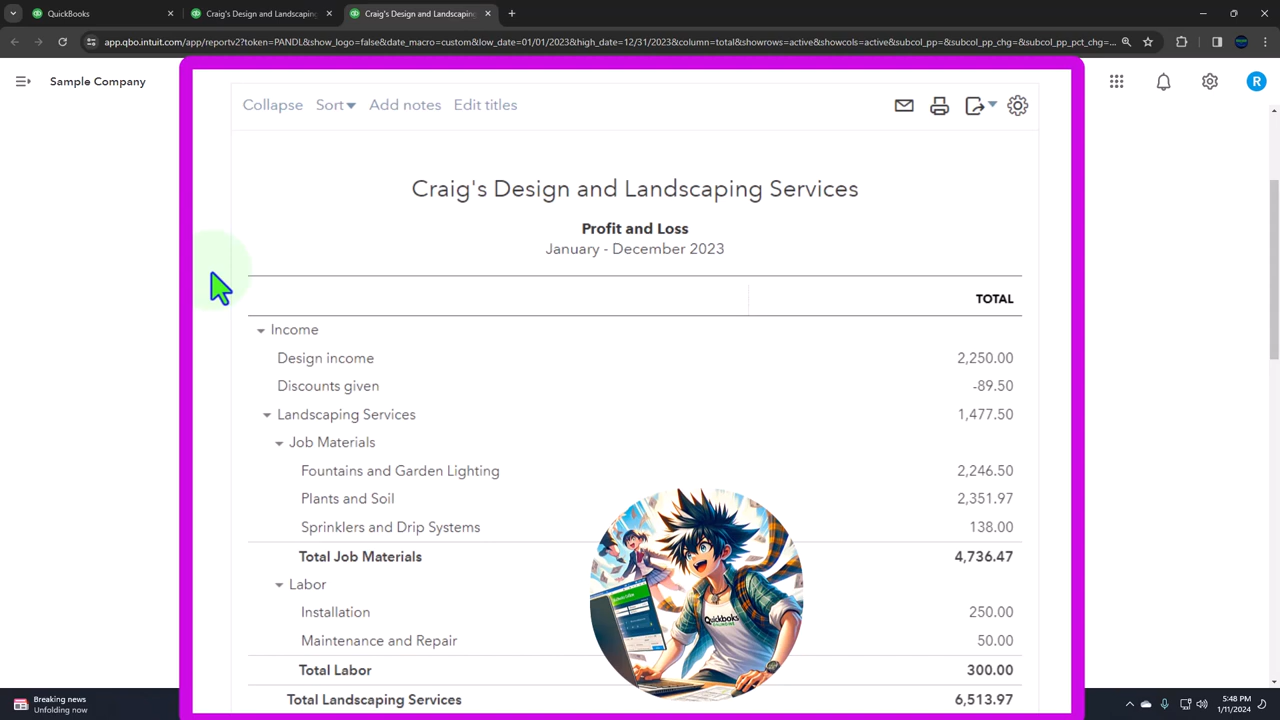 QuickBooks
Craig's Design and Landscaping
Craig's Design and Landscaping
app.qbo.intuit.com/app/reportv2?token=PANDL&show_logo=false&date_macro=custom&low_date=01/01/2023&high_date=12/31/2023&column=total&showrows=active&showcols=active&subcol_pp=&subcol_pp_chg=&subcol_pp_pct_chg=...
Sample Company
R
Collapse Sort Add notes Edit titles
Craig's Design and Landscaping Services
Profit and Loss
January - December 2023
TOTAL
Income
Design income 2,250.00
Discounts given -89.50
Landscaping Services 1,477.50
Job Materials
Fountains and Garden Lighting 2,246.50
Plants and Soil 2,351.97
Sprinklers and Drip Systems 138.00
Total Job Materials 4,736.47
Labor
Installation 250.00
Maintenance and Repair 50.00
Total Labor 300.00
Total Landscaping Services 6,513.97
Quickboks
Breaking news
Unfolding now
5:48 PM
1/11/2024